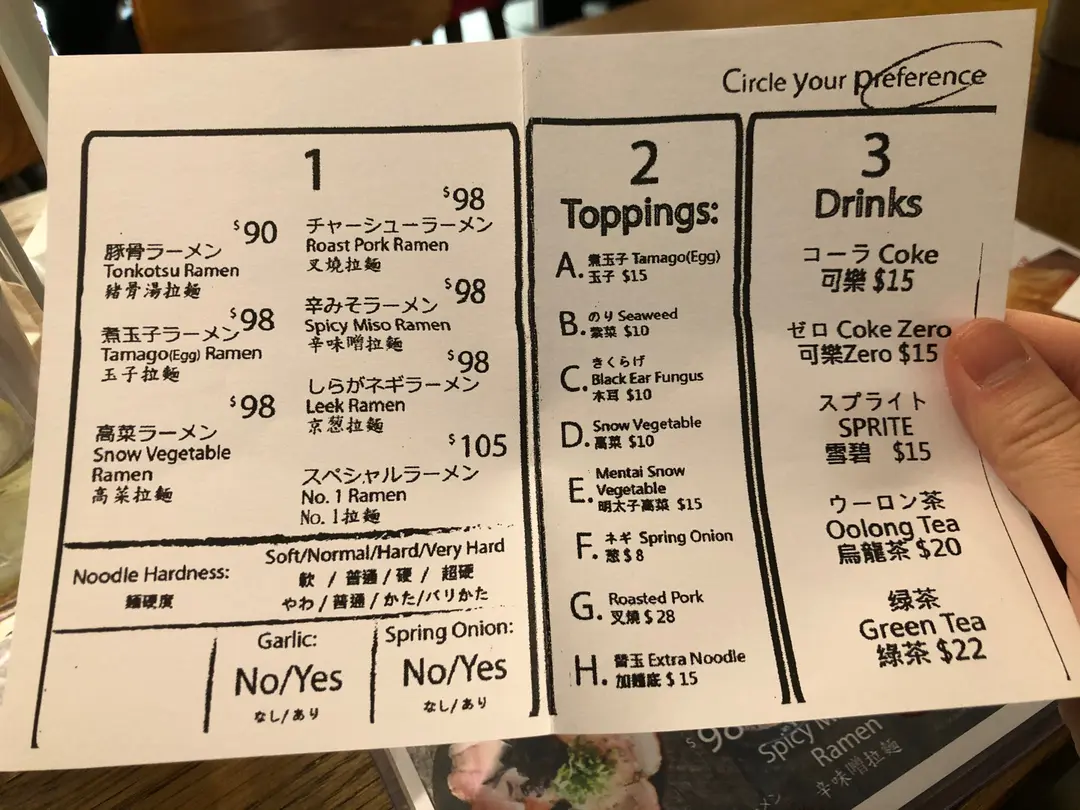 Circle your preference
1
$90
豚骨ラーメン
Tonkotsu Ramen
豬骨湯拉麵
$98
煮玉子ラーメン
Tamago(Egg) Ramen
玉子拉麵
$98
高菜ラーメン
Snow Vegetable
Ramen
高菜拉麵
$98
チャーシューラーメン
Roast Pork Ramen
叉燒拉麵
$98
辛みそラーメン
Spicy Miso Ramen
辛味噌拉麵
$98
しらがネギラーメン
Leek Ramen
京葱拉麵
$105
スペシャルラーメン
No. 1 Ramen
No. 1拉麵
Noodle Hardness:
麵硬度
Soft/Normal/Hard/Very Hard
軟 / 普通 / 硬 / 超硬
やわ / 普通 / かた/バリかた
Garlic:
No/Yes
なし/あり
Spring Onion:
No/Yes
なし/あり
2
Toppings:
A. 煮玉子 Tamago(Egg)
玉子 $15
B. のり Seaweed
紫菜 $10
C. きくらげ
Black Ear Fungus
木耳 $10
D. Snow Vegetable
高菜 $10
E. Mentai Snow
Vegetable
明太子高菜 $15
F. ネギ Spring Onion
葱 $8
G. Roasted Pork
叉燒 $28
H. 替玉 Extra Noodle
加麵底 $15
3
Drinks
コーラ Coke
可樂 $15
ゼロ Coke Zero
可樂Zero $15
スプライト
SPRITE
雪碧 $15
ウーロン茶
Oolong Tea
烏龍茶 $20
绿茶
Green Tea
綠茶 $22
$98
Spicy
Ramen
辛味噌拉麵